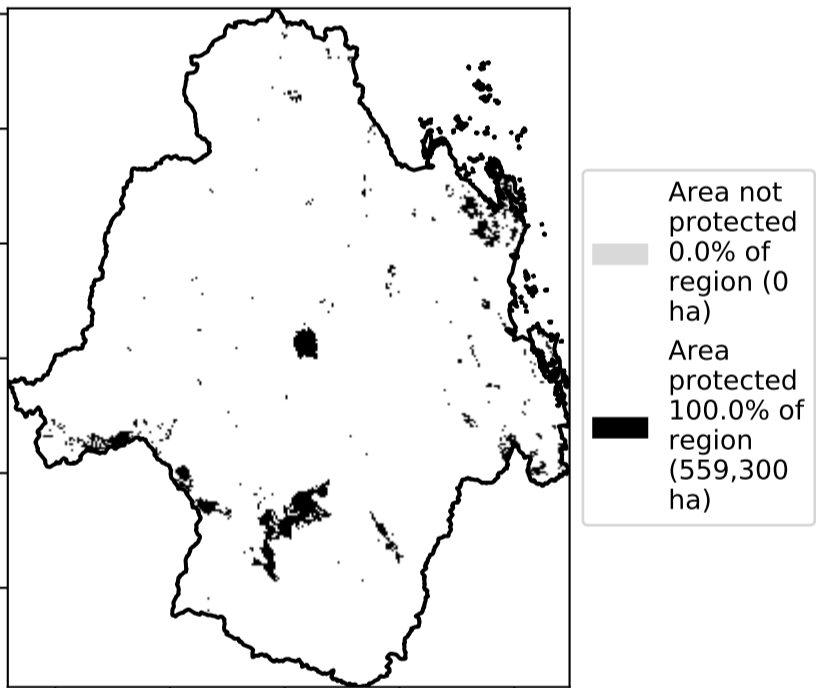 Area not
protected
0.0% of
region (0
ha)
Area
protected
100.0% of
region
(559,300
ha)